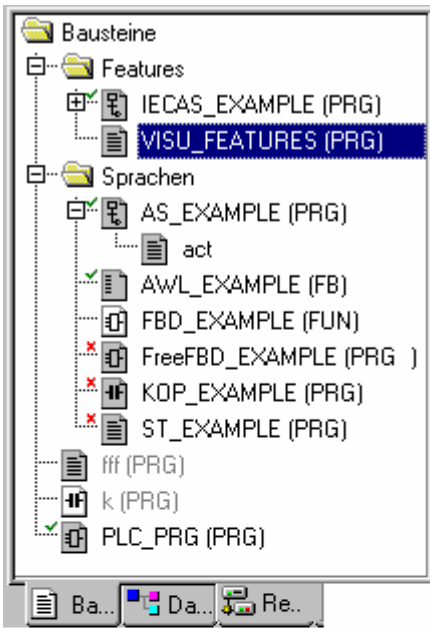 Bausteine
Features
IECAS_EXAMPLE (PRG)
VISU_FEATURES (PRG)
Sprachen
AS_EXAMPLE (PRG)
act
AWL_EXAMPLE (FB)
FBD_EXAMPLE (FUN)
FreeFBD_EXAMPLE (PRG )
KOP_EXAMPLE (PRG)
ST_EXAMPLE (PRG)
fff (PRG)
k (PRG)
PLC_PRG (PRG)
Ba... Da... Re..